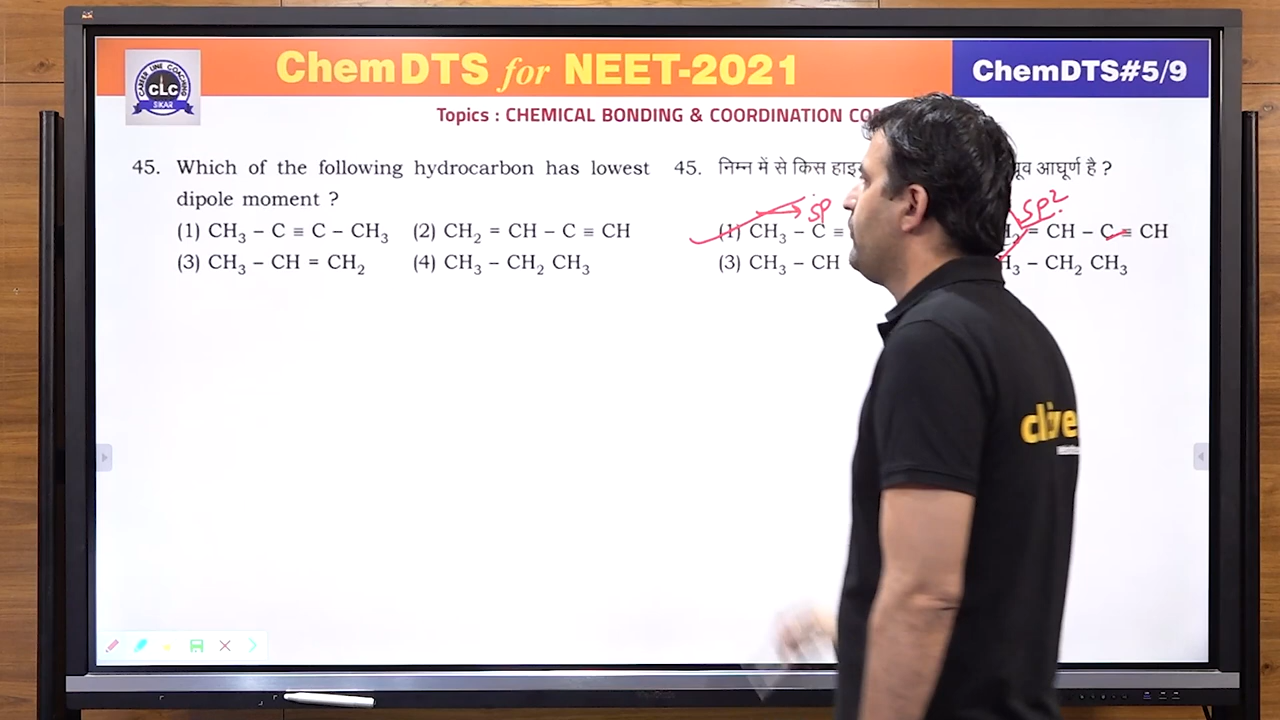 ChemDTS for NEET-2021
ChemDTS#5/9
CAREER LINE COACHING
CLC
SIKAR
Topics : CHEMICAL BONDING & COORDINATION
45. Which of the following hydrocarbon has lowest
dipole moment ?
(1) CH₃ – C ≡ C – CH₃ (2) CH₂ = CH – C ≡ CH
(3) CH₃ – CH = CH₂ (4) CH₃ – CH₂ CH₃
45. निम्न में से किस आघूर्ण है ?
sp sp²
(1) CH₃ – C ≡ H₂ = CH – C ≡ CH
(3) CH₃ – CH H₃ – CH₂ CH₃